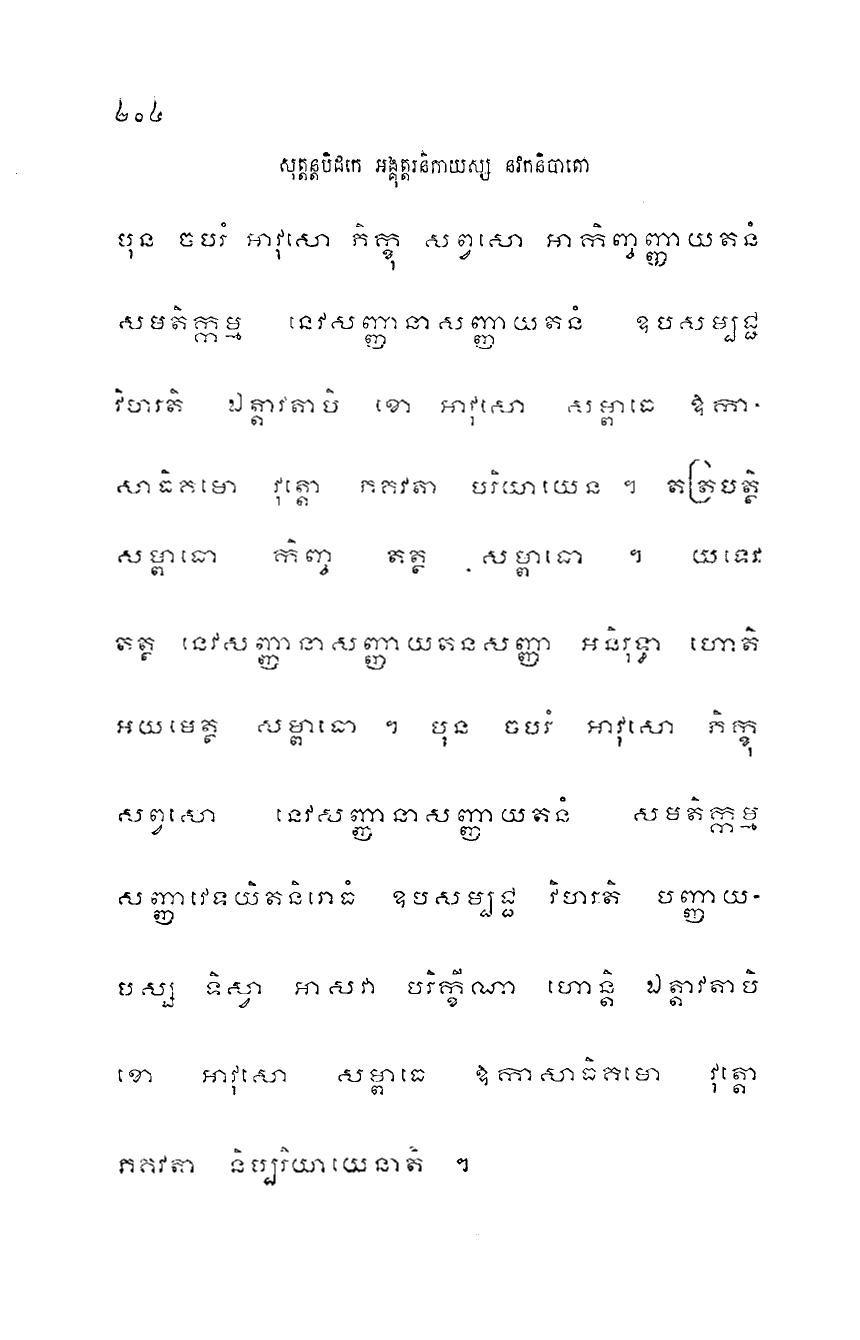 ២០៤
សុត្តន្តបិដកេ អង្គុត្តរនិកាយស្ស នវកនិបាតោ
បុន ចបរំ អាវុសោ ភិក្ខុ សព្វសោ អាកិញ្ចញ្ញាយតនំ
សមតិក្កម្ម នេវសញ្ញានាសញ្ញាយតនំ ឧបសម្បជ្ជ
វិហរតិ ឯត្តាវតាបិ ខោ អាវុសោ សម្ពាធេ ឱកា-
សាធិគមោ វុត្តោ ភគវតា បរិយាយេន ។ តត្រាបត្ថិ
សម្ពាធោ កិញ្ច តត្ថ សម្ពាធោ ។ យទេវ
តត្ថ នេវសញ្ញានាសញ្ញាយតនសញ្ញា អនិរុទ្ធា ហោតិ
អយមេត្ថ សម្ពាធោ ។ បុន ចបរំ អាវុសោ ភិក្ខុ
សព្វសោ នេវសញ្ញានាសញ្ញាយតនំ សមតិក្កម្ម
សញ្ញាវេទយិតនិរោធំ ឧបសម្បជ្ជ វិហរតិ បញ្ញាយ-
បស្ស ទិស្វា អាសវា បរិក្ខីណា ហោន្តិ ឯត្តាវតាបិ
ខោ អាវុសោ សម្ពាធេ ឱកាសាធិគមោ វុត្តោ
ភគវតា និប្បរិយាយេនាតិ ។